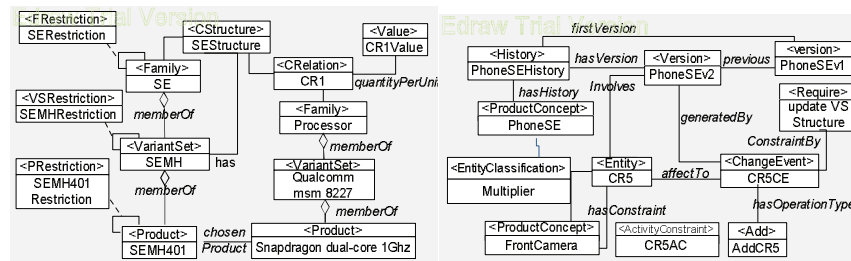 Edraw Trial Version
<FRestriction>
SERestriction
<CStructure>
SEStructure
<Value>
CR1Value
<Family>
SE
<CRelation>
CR1
quantityPerUni
memberOf
<VSRestriction>
SEMHRestriction
<Family>
Processor
memberOf
<VariantSet>
SEMH
has
<VariantSet>
Qualcomm
msm 8227
<PRestriction>
SEMH401
Restriction
memberOf
memberOf
<Product>
SEMH401
chosen
Product
<Product>
Snapdragon dual-core 1Ghz
Edraw Trial Version
firstVersion
<History>
PhoneSEHistory
hasVersion
<Version>
PhoneSEv2
previous
<version>
PhoneSEv1
hasHistory
Involves
<Require>
update VS
Structure
<ProductConcept>
PhoneSE
generatedBy
ConstraintBy
<EntityClassification>
Multiplier
<Entity>
CR5
affectTo
<ChangeEvent>
CR5CE
hasConstraint
hasOperationType
<ProductConcept>
FrontCamera
<ActivityConstraint>
CR5AC
<Add>
AddCR5